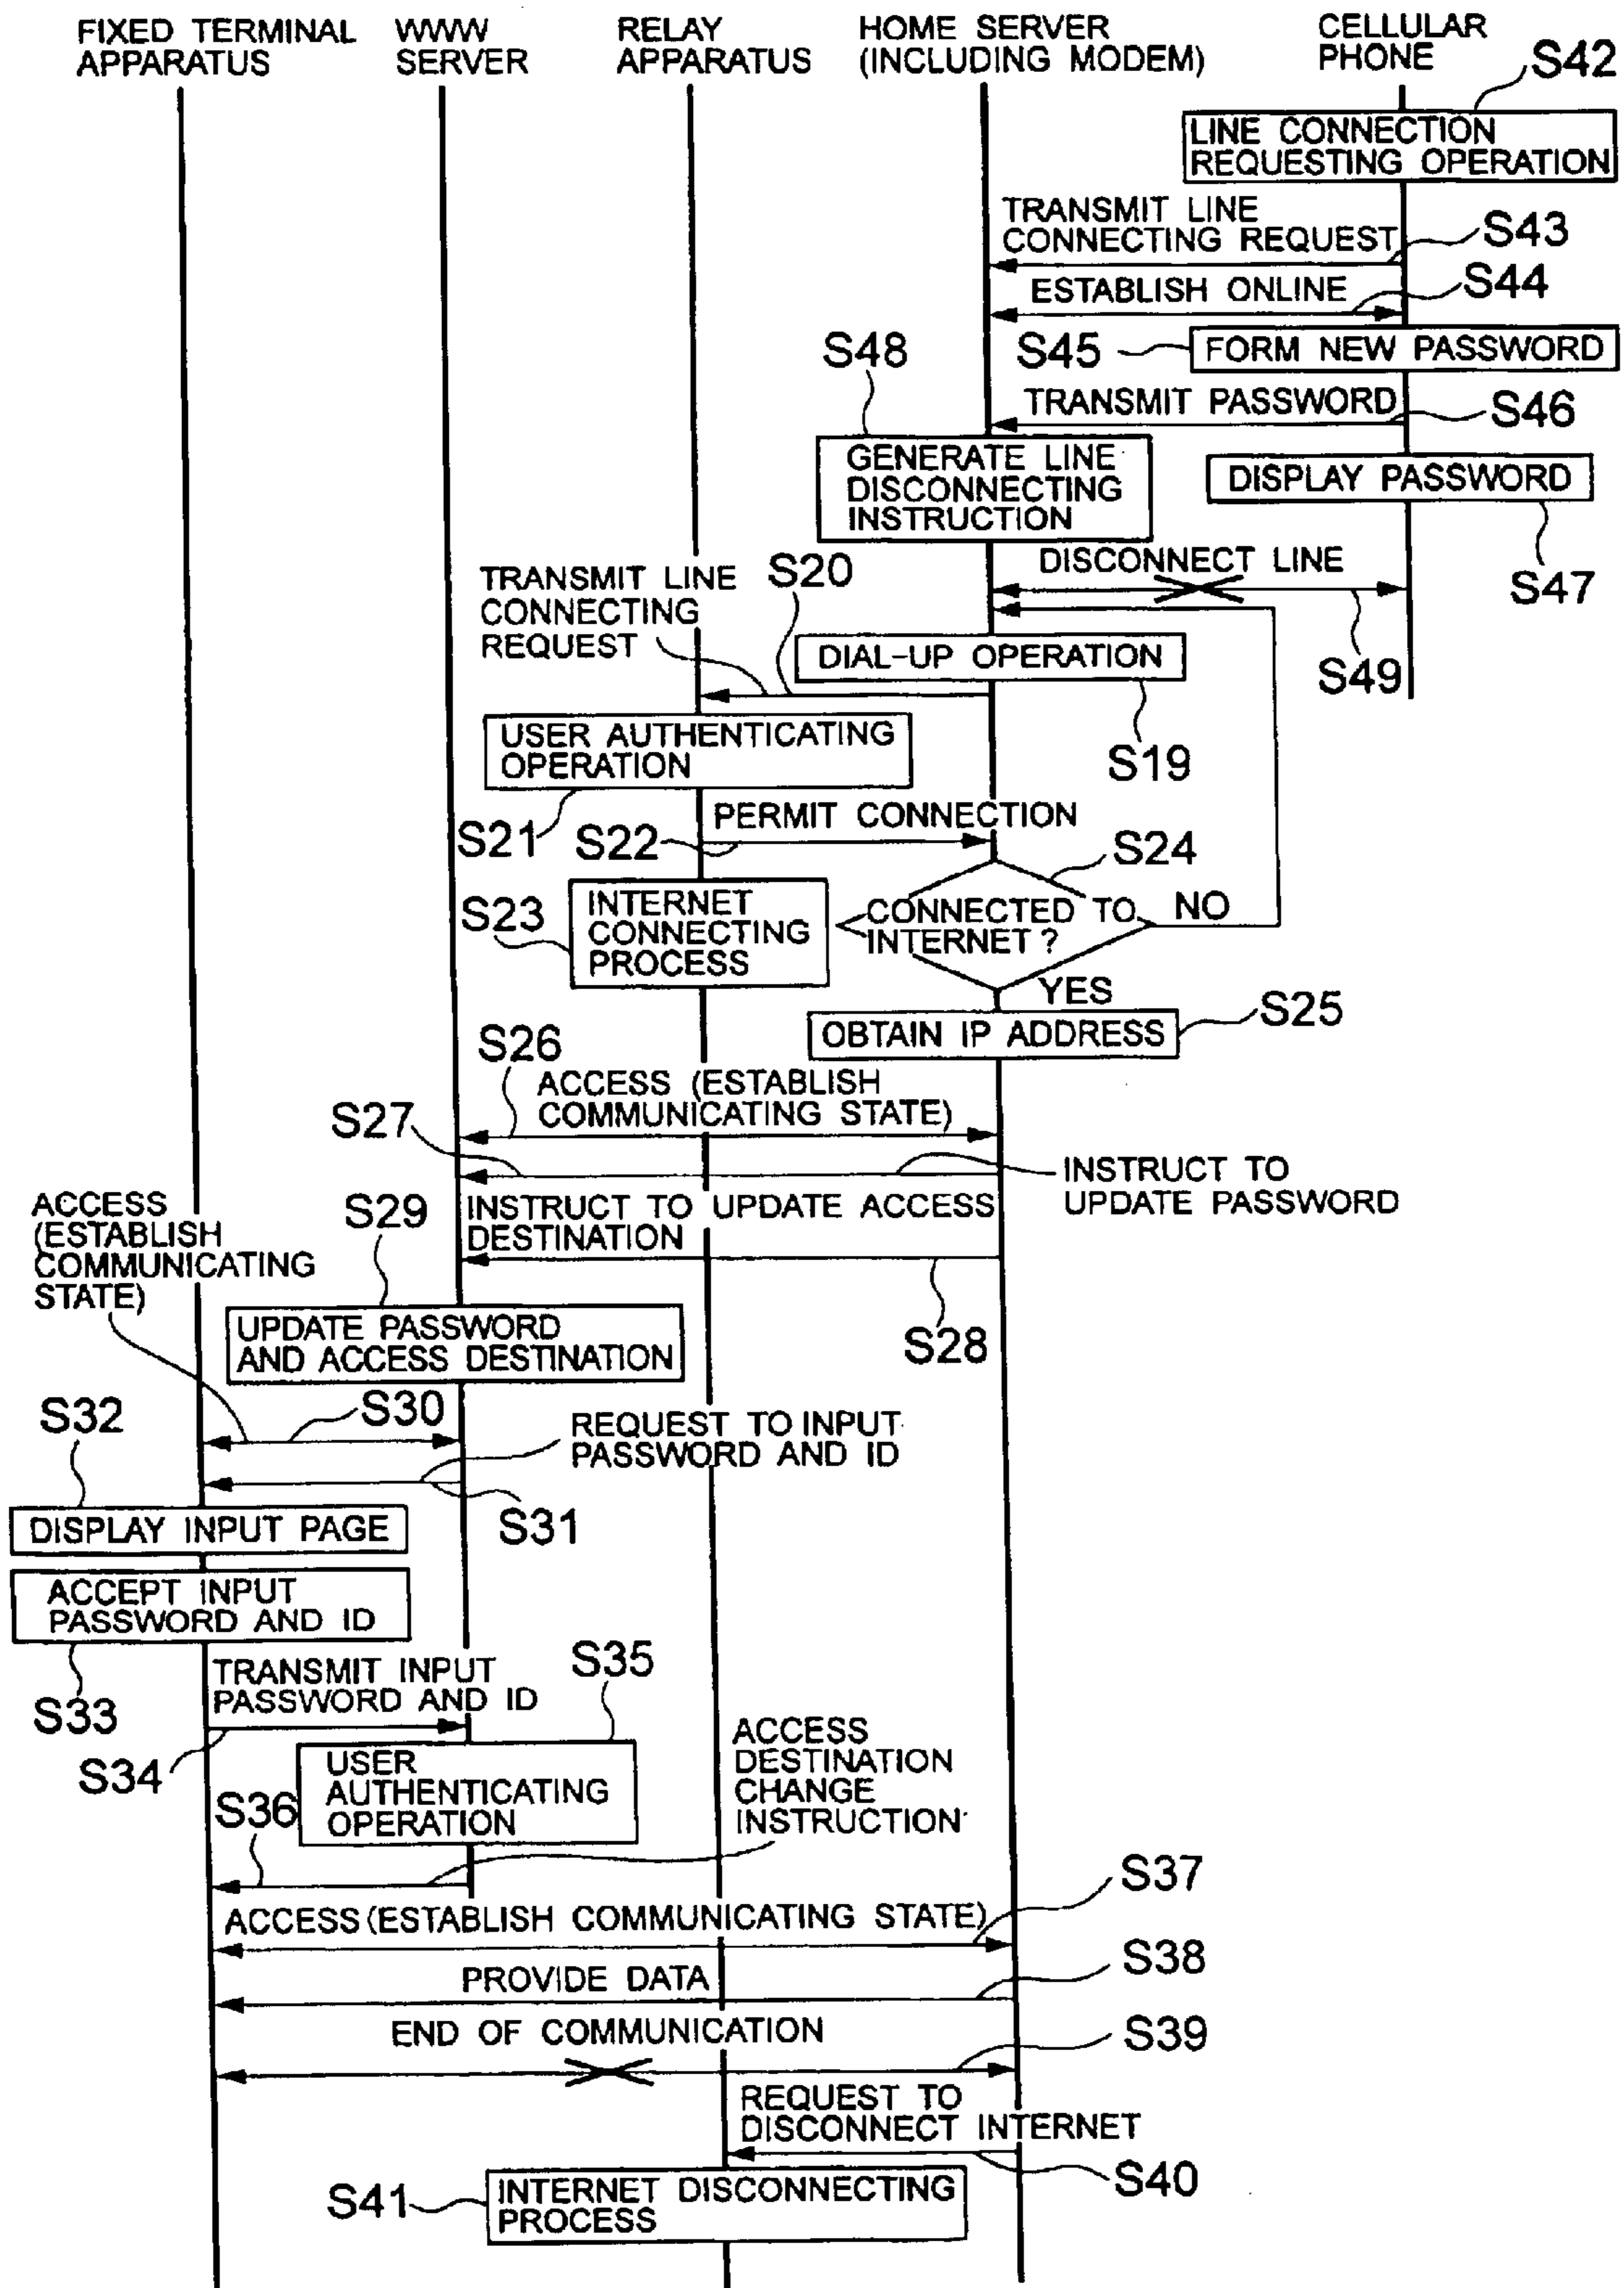 FIXED TERMINAL
APPARATUS
WWW
SERVER
RELAY
APPARATUS
HOME SERVER
(INCLUDING MODEM)
CELLULAR
PHONE
S42
LINE CONNECTION
REQUESTING OPERATION
TRANSMIT LINE
CONNECTING REQUEST
S43
ESTABLISH ONLINE
S44
S48
S45
FORM NEW PASSWORD
TRANSMIT PASSWORD
S46
GENERATE LINE
DISCONNECTING
INSTRUCTION
DISPLAY PASSWORD
S47
DISCONNECT LINE
S49
TRANSMIT LINE
CONNECTING
REQUEST
S20
DIAL-UP OPERATION
S19
USER AUTHENTICATING
OPERATION
S21
PERMIT CONNECTION
S22
S24
S23
INTERNET
CONNECTING
PROCESS
CONNECTED TO
INTERNET?
NO
YES
OBTAIN IP ADDRESS
S25
S26
ACCESS (ESTABLISH
COMMUNICATING STATE)
S27
INSTRUCT TO
UPDATE PASSWORD
INSTRUCT TO UPDATE ACCESS
DESTINATION
S28
ACCESS
(ESTABLISH
COMMUNICATING
STATE)
S29
UPDATE PASSWORD
AND ACCESS DESTINATION
S32
S30
REQUEST TO INPUT
PASSWORD AND ID
S31
DISPLAY INPUT PAGE
ACCEPT INPUT
PASSWORD AND ID
S33
TRANSMIT INPUT
PASSWORD AND ID
S34
S35
USER
AUTHENTICATING
OPERATION
S36
ACCESS
DESTINATION
CHANGE
INSTRUCTION
S37
ACCESS (ESTABLISH COMMUNICATING STATE)
S38
PROVIDE DATA
END OF COMMUNICATION
S39
REQUEST TO
DISCONNECT INTERNET
S40
S41
INTERNET DISCONNECTING
PROCESS